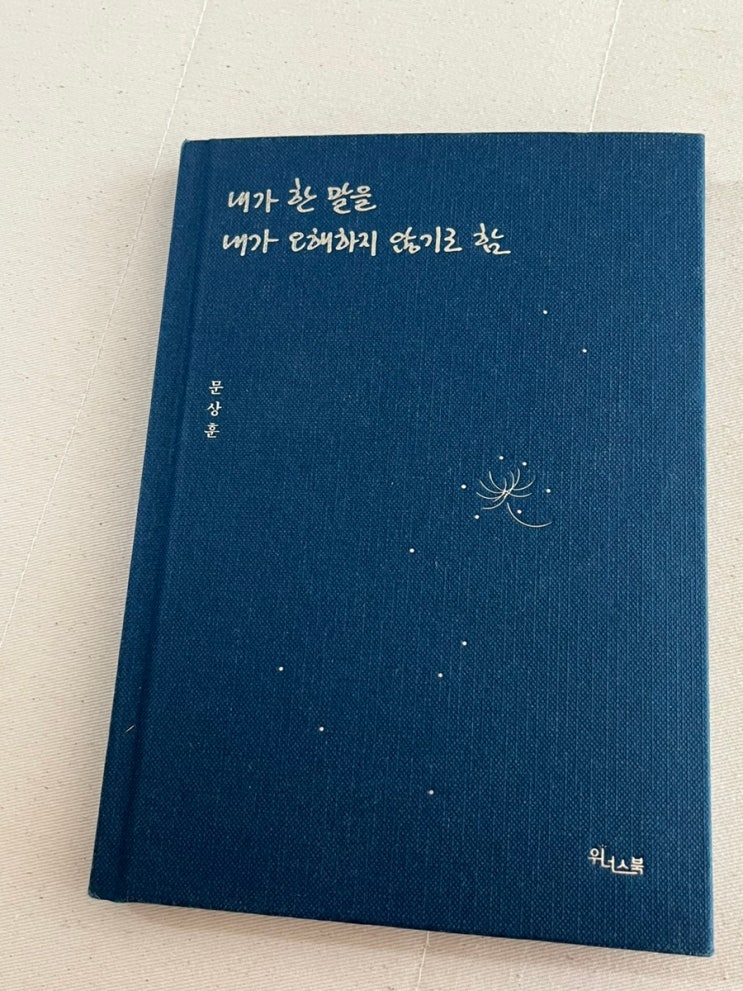 내가 한 말을
내가 오해하지 않기로 함
문상훈
위너스북